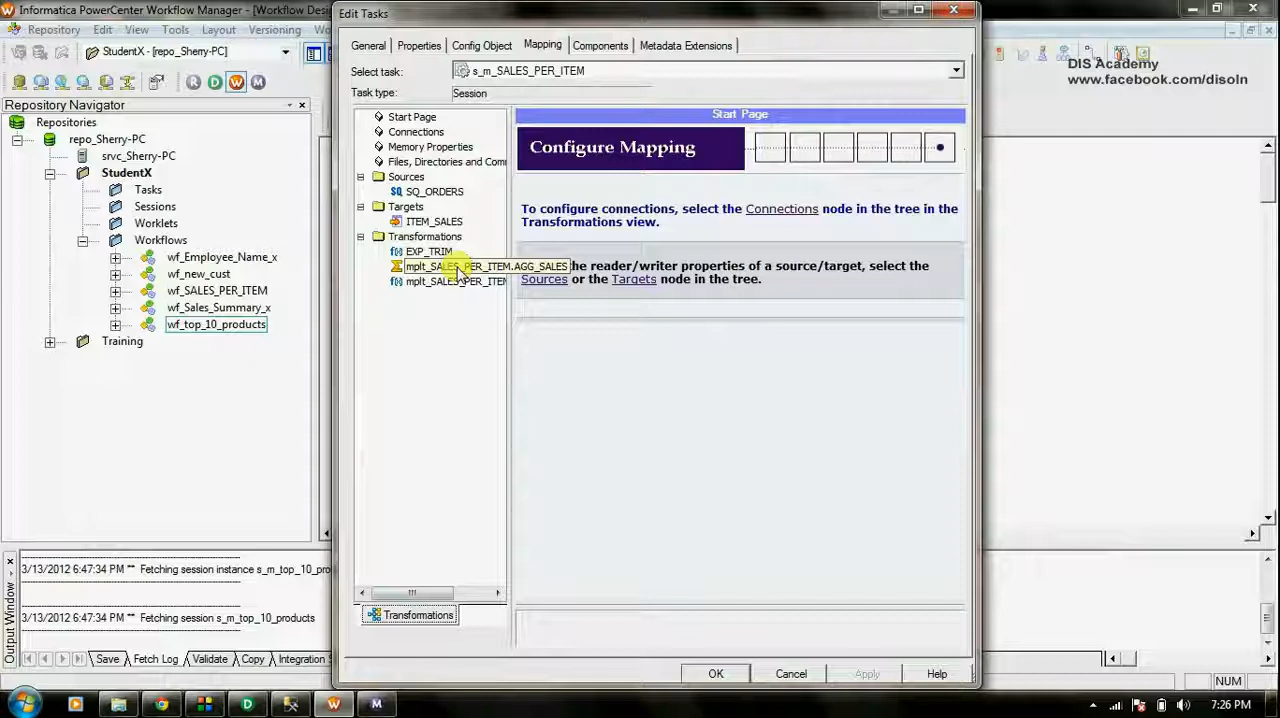 Informatica PowerCenter Workflow Manager - [Workflow Desi
Edit Tasks
Repository Edit View Tools Layout Versioning
StudentX - [repo_Sherry-PC]
R D W M
DIS Academy
www.facebook.com/disoln
Repository Navigator
Repositories
repo_Sherry-PC
srvc_Sherry-PC
StudentX
Tasks
Sessions
Worklets
Workflows
wf_Employee_Name_x
wf_new_cust
wf_SALES_PER_ITEM
wf_Sales_Summary_x
wf_top_10_products
Training
General Properties Config Object Mapping Components Metadata Extensions
Select task: s_m_SALES_PER_ITEM
Task type: Session
Start Page
Connections
Memory Properties
Files, Directories and Com
Sources
SQ_ORDERS
Targets
ITEM_SALES
Transformations
EXP_TRIM
mplt_SALES_PER_ITEM.AGG_SALES
mplt_SALES_PER_ITEM
Start Page
Configure Mapping
To configure connections, select the Connections node in the tree in the
Transformations view.
the reader/writer properties of a source/target, select the
Sources or the Targets node in the tree.
Transformations
OK Cancel Apply Help
Output Window
3/13/2012 6:47:34 PM ** Fetching session instance s_m_top_10_pro
3/13/2012 6:47:34 PM ** Fetching session s_m_top_10_products
Save Fetch Log Validate Copy Integration S
NUM
D W M
7:26 PM